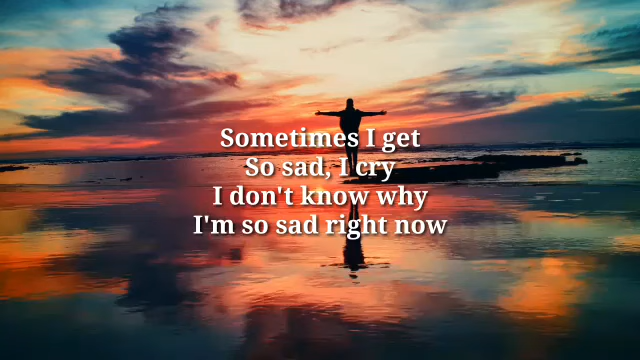 Sometimes I get
So sad, I cry
I don't know why
I'm so sad right now